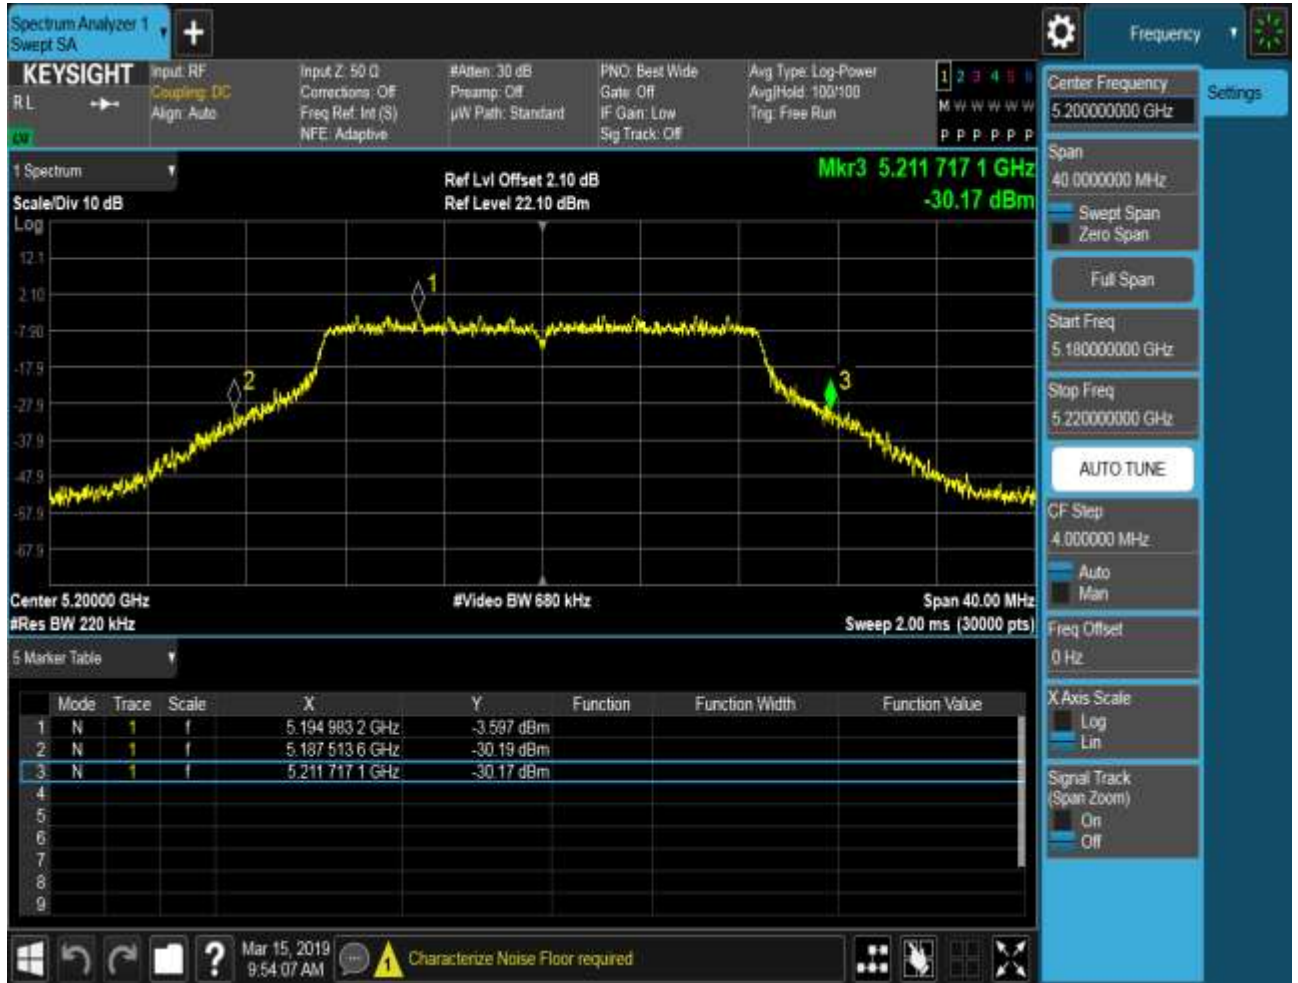 Spectrum Analyzer 1
Swept SA
+
Frequency
KEYSIGHT
RL
Input: RF
Coupling: DC
Align: Auto
Input Z: 50 Ω
Corrections: Off
Freq Ref: Int (S)
NFE: Adaptive
#Atten: 30 dB
Preamp: Off
µW Path: Standard
PNO: Best Wide
Gate: Off
IF Gain: Low
Sig Track: Off
Avg Type: Log-Power
Avg|Hold: 100/100
Trig: Free Run
1 2 3 4 5 6
M W W W W W
P P P P P P
1 Spectrum
Scale/Div 10 dB
Ref Lvl Offset 2.10 dB
Ref Level 22.10 dBm
Mkr3 5.211 717 1 GHz
-30.17 dBm
Log
12.1
2.10
-7.90
-17.9
-27.9
-37.9
-47.9
-57.9
-67.9
1
2
3
Center 5.20000 GHz
#Res BW 220 kHz
#Video BW 680 kHz
Span 40.00 MHz
Sweep 2.00 ms (30000 pts)
5 Marker Table
Mode Trace Scale X Y Function Function Width Function Value
1 N 1 f 5.194 983 2 GHz -3.597 dBm
2 N 1 f 5.187 513 6 GHz -30.19 dBm
3 N 1 f 5.211 717 1 GHz -30.17 dBm
4
5
6
7
8
9
Mar 15, 2019
9:54:07 AM
?
1
Characterize Noise Floor required
Center Frequency
5.200000000 GHz
Settings
Span
40.0000000 MHz
Swept Span
Zero Span
Full Span
Start Freq
5.180000000 GHz
Stop Freq
5.220000000 GHz
AUTO TUNE
CF Step
4.000000 MHz
Auto
Man
Freq Offset
0 Hz
X Axis Scale
Log
Lin
Signal Track
(Span Zoom)
On
Off